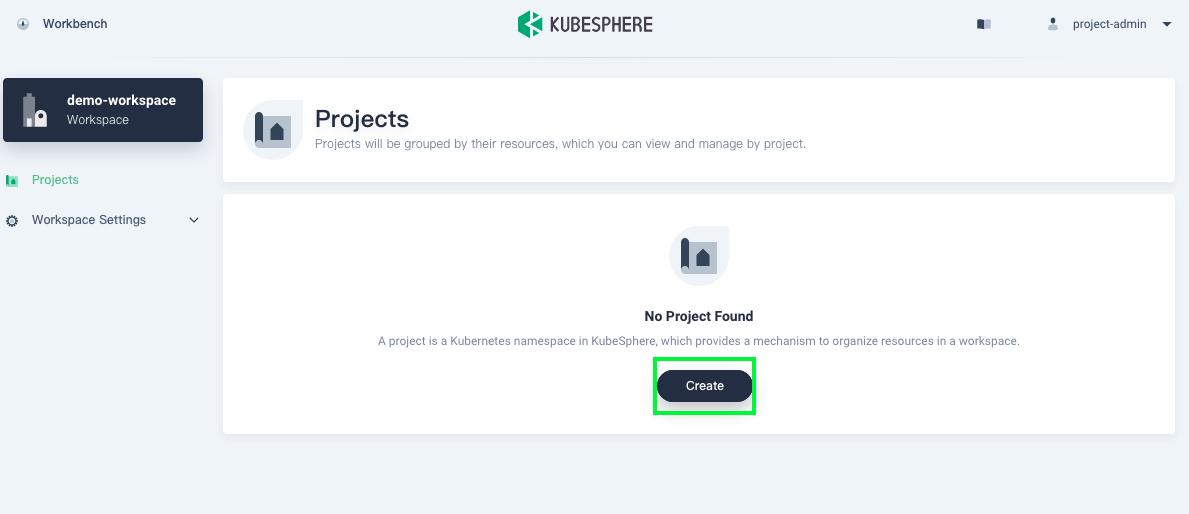 Workbench
KUBESPHERE
project-admin
demo-workspace
Workspace
Projects
Workspace Settings
Projects
Projects will be grouped by their resources, which you can view and manage by project.
No Project Found
A project is a Kubernetes namespace in KubeSphere, which provides a mechanism to organize resources in a workspace.
Create